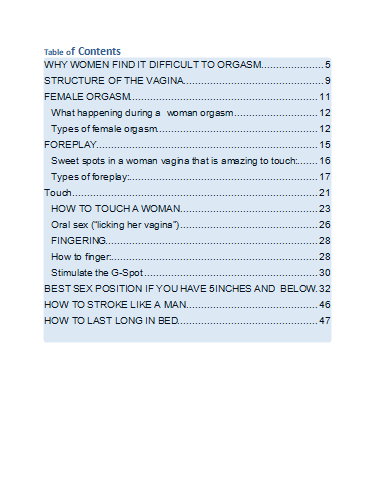 Table of Contents
WHY WOMEN FIND IT DIFFICULT TO ORGASM.....................5
STRUCTURE OF THE VAGINA................................................9
FEMALE ORGASM..................................................................11
What happening during a woman orgasm............................12
Types of female orgasm.......................................................12
FOREPLAY...........................................................................15
Sweet spots in a woman vagina that is amazing to touch:.......16
Types of foreplay:................................................................17
Touch....................................................................................21
HOW TO TOUCH A WOMAN...............................................23
Oral sex (“licking her vagina”)...............................................26
FINGERING.........................................................................28
How to finger:......................................................................28
Stimulate the G-Spot...........................................................30
BEST SEX POSITION IF YOU HAVE 5INCHES AND BELOW.32
HOW TO STROKE LIKE A MAN..............................................46
HOW TO LAST LONG IN BED................................................47